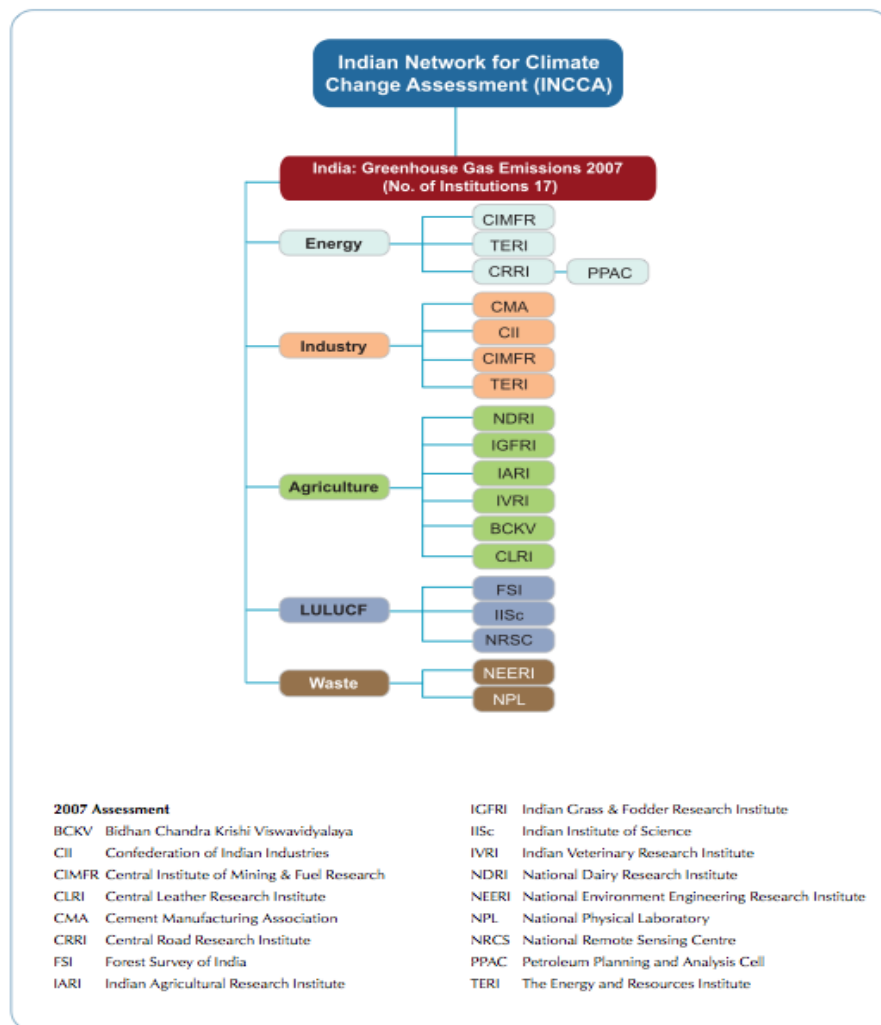 Indian Network for Climate
Change Assessment (INCCA)
India: Greenhouse Gas Emissions 2007
(No. of Institutions 17)
Energy
CIMFR
TERI
CRRI
PPAC
Industry
CMA
CII
CIMFR
TERI
Agriculture
NDRI
IGFRI
IARI
IVRI
BCKV
CLRI
LULUCF
FSI
IISc
NRSC
Waste
NEERI
NPL
2007 Assessment
BCKV Bidhan Chandra Krishi Viswavidyalaya
CII Confederation of Indian Industries
CIMFR Central Institute of Mining & Fuel Research
CLRI Central Leather Research Institute
CMA Cement Manufacturing Association
CRRI Central Road Research Institute
FSI Forest Survey of India
IARI Indian Agricultural Research Institute
IGFRI Indian Grass & Fodder Research Institute
IISc Indian Institute of Science
IVRI Indian Veterinary Research Institute
NDRI National Dairy Research Institute
NEERI National Environment Engineering Research Institute
NPL National Physical Laboratory
NRCS National Remote Sensing Centre
PPAC Petroleum Planning and Analysis Cell
TERI The Energy and Resources Institute